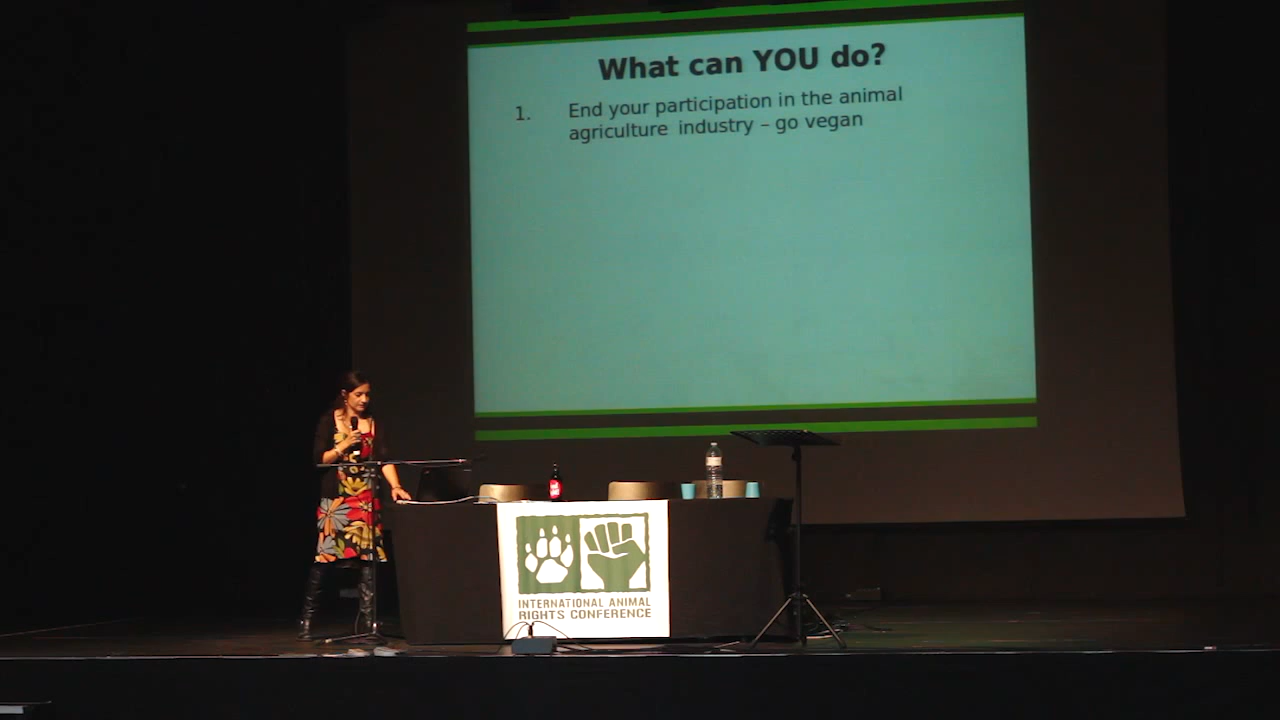 What can YOU do?
1. End your participation in the animal
agriculture industry – go vegan
INTERNATIONAL ANIMAL
RIGHTS CONFERENCE